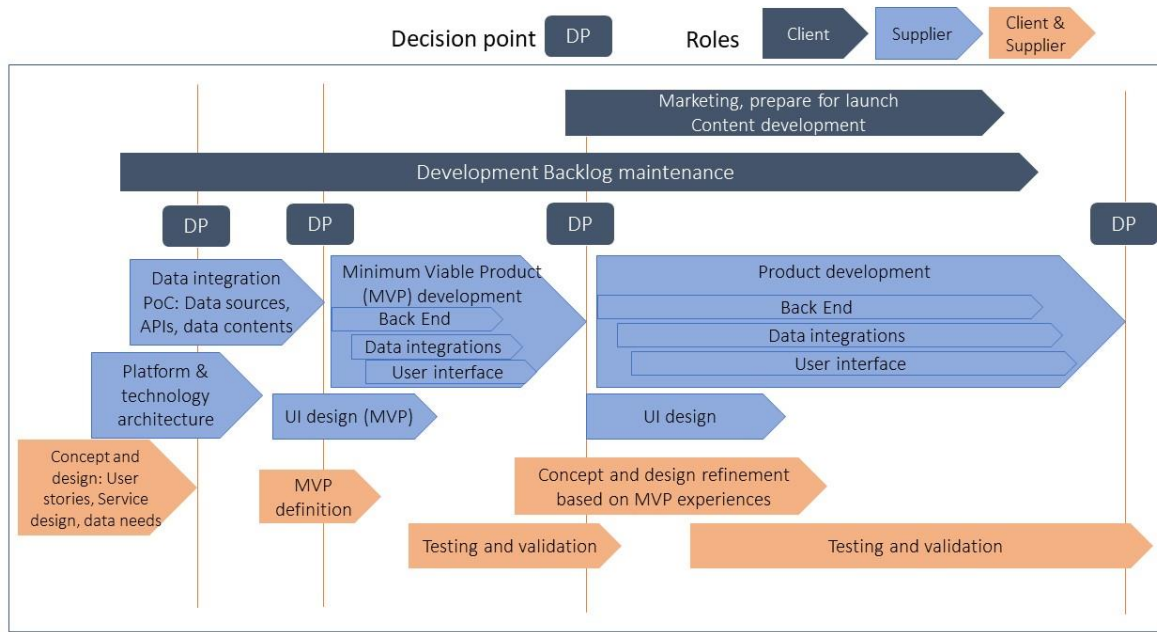 Decision point
DP
Roles
Client
Supplier
Client &
Supplier
Marketing, prepare for launch
Content development
Development Backlog maintenance
DP
DP
DP
DP
Data integration
PoC: Data sources,
APIs, data contents
Minimum Viable Product
(MVP) development
Back End
Data integrations
User interface
Product development
Back End
Data integrations
User interface
Platform &
technology
architecture
UI design (MVP)
UI design
Concept and
design: User
stories, Service
design, data needs
MVP
definition
Concept and design refinement
based on MVP experiences
Testing and validation
Testing and validation